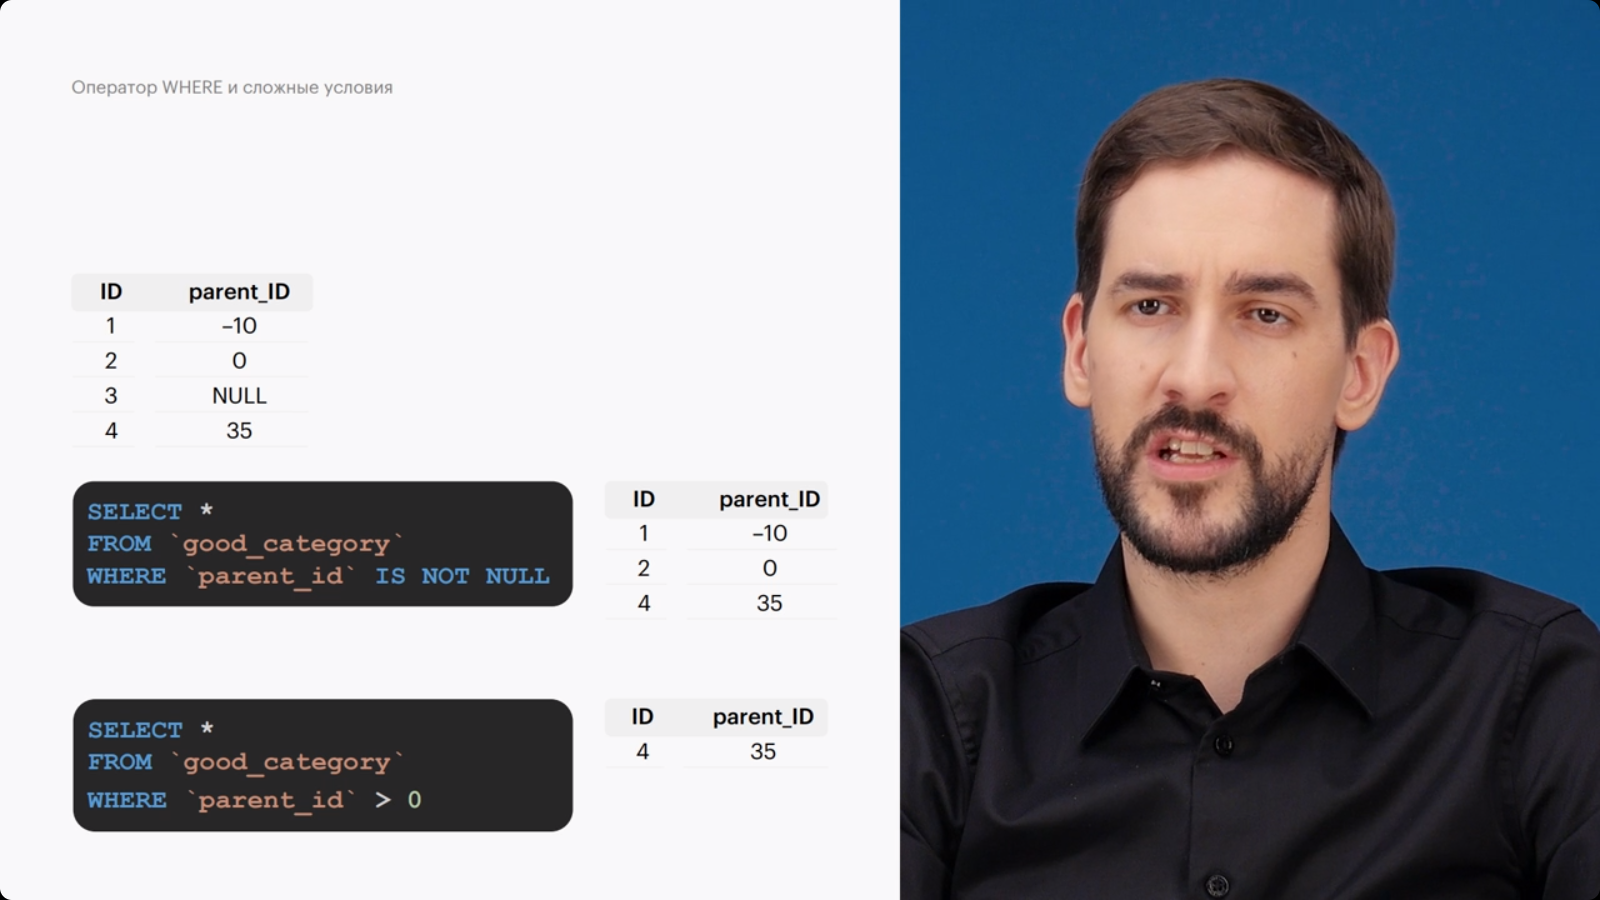 Оператор WHERE и сложные условия
ID parent_ID
1 –10
2 0
3 NULL
4 35
SELECT *
FROM `good_category`
WHERE `parent_id` IS NOT NULL
ID parent_ID
1 –10
2 0
4 35
SELECT *
FROM `good_category`
WHERE `parent_id` > 0
ID parent_ID
4 35